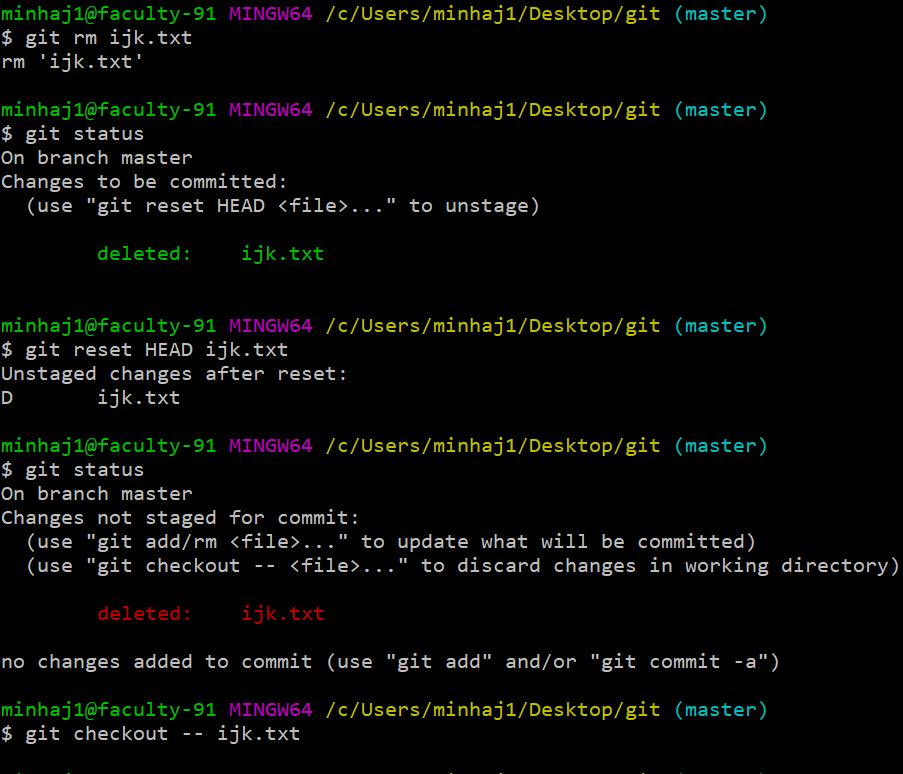 minhaj1@faculty-91 MINGW64 /c/Users/minhaj1/Desktop/git (master)
$ git rm ijk.txt
rm 'ijk.txt'
minhaj1@faculty-91 MINGW64 /c/Users/minhaj1/Desktop/git (master)
$ git status
On branch master
Changes to be committed:
  (use "git reset HEAD <file>..." to unstage)
        deleted:    ijk.txt
minhaj1@faculty-91 MINGW64 /c/Users/minhaj1/Desktop/git (master)
$ git reset HEAD ijk.txt
Unstaged changes after reset:
D       ijk.txt
minhaj1@faculty-91 MINGW64 /c/Users/minhaj1/Desktop/git (master)
$ git status
On branch master
Changes not staged for commit:
  (use "git add/rm <file>..." to update what will be committed)
  (use "git checkout -- <file>..." to discard changes in working directory)
        deleted:    ijk.txt
no changes added to commit (use "git add" and/or "git commit -a")
minhaj1@faculty-91 MINGW64 /c/Users/minhaj1/Desktop/git (master)
$ git checkout -- ijk.txt